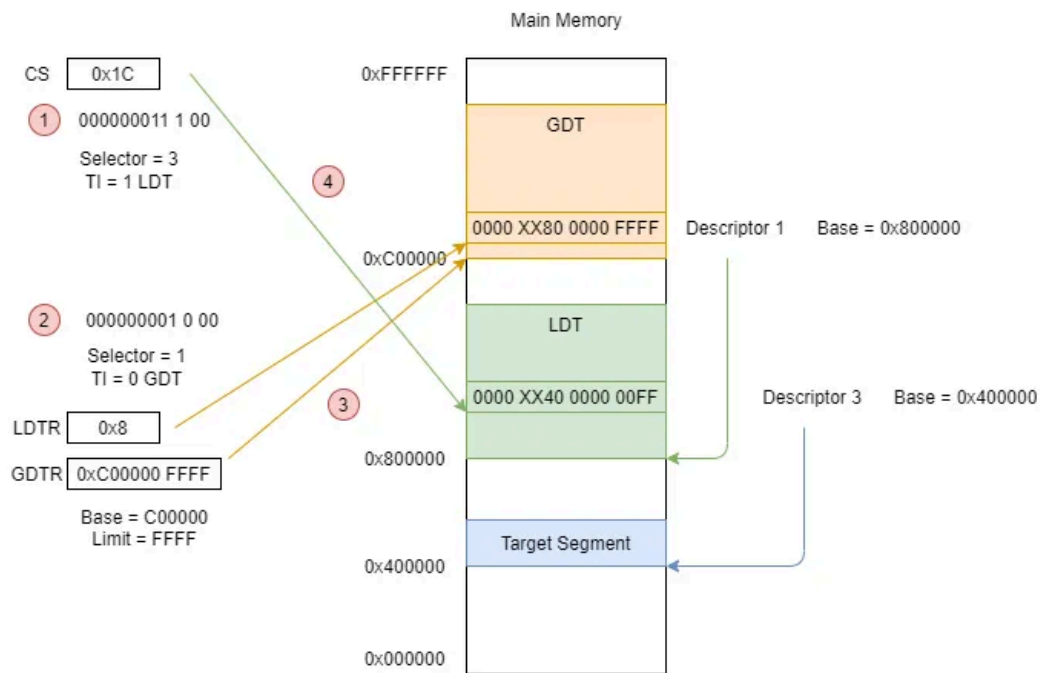 Main Memory
CS
0x1C
0xFFFFFF
1
000000011 1 00
GDT
Selector = 3
TI = 1 LDT
4
0000 XX80 0000 FFFF
Descriptor 1
Base = 0x800000
0xC00000
2
000000001 0 00
LDT
Selector = 1
TI = 0 GDT
3
0000 XX40 0000 00FF
Descriptor 3
Base = 0x400000
LDTR
0x8
0x800000
GDTR
0xC00000 FFFF
Base = C00000
Limit = FFFF
Target Segment
0x400000
0x000000